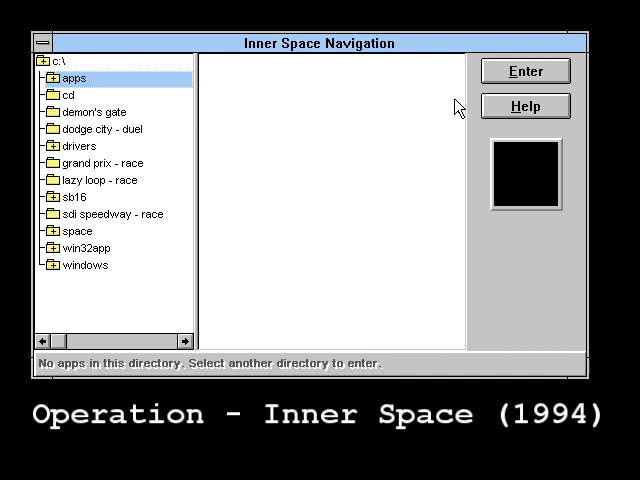 Inner Space Navigation
c:\
apps
cd
demon's gate
dodge city - duel
drivers
grand prix - race
lazy loop - race
sb16
sdi speedway - race
space
win32app
windows
Enter
Help
No apps in this directory. Select another directory to enter.
Operation - Inner Space (1994)